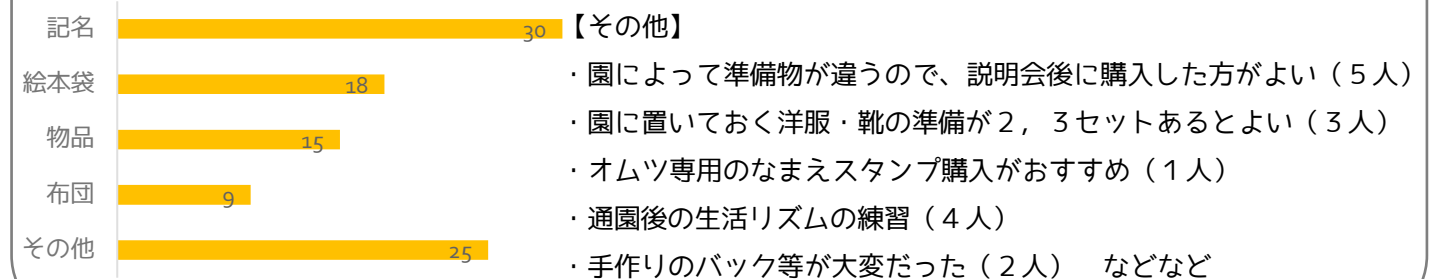 記名 30
絵本袋 18
物品 15
布団 9
その他 25
【その他】
・園によって準備物が違うので、説明会後に購入した方がよい（５人）
・園に置いておく洋服・靴の準備が２，３セットあるとよい（３人）
・オムツ専用のなまえスタンプ購入がおすすめ（１人）
・通園後の生活リズムの練習（４人）
・手作りのバック等が大変だった（２人）　などなど